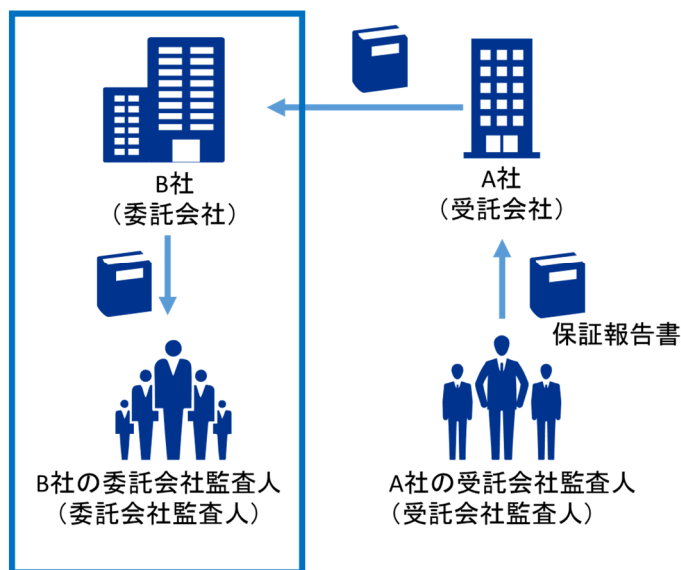 B社
（委託会社）
A社
（受託会社）
保証報告書
B社の委託会社監査人
（委託会社監査人）
A社の受託会社監査人
（受託会社監査人）